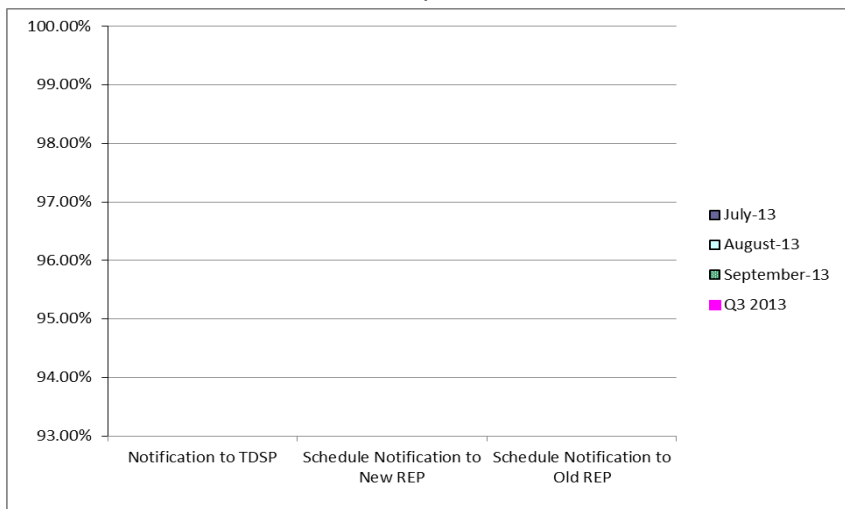 100.00%
99.00%
98.00%
97.00%
96.00%
95.00%
94.00%
93.00%
Notification to TDSP
Schedule Notification to
New REP
Schedule Notification to
Old REP
July-13
August-13
September-13
Q3 2013